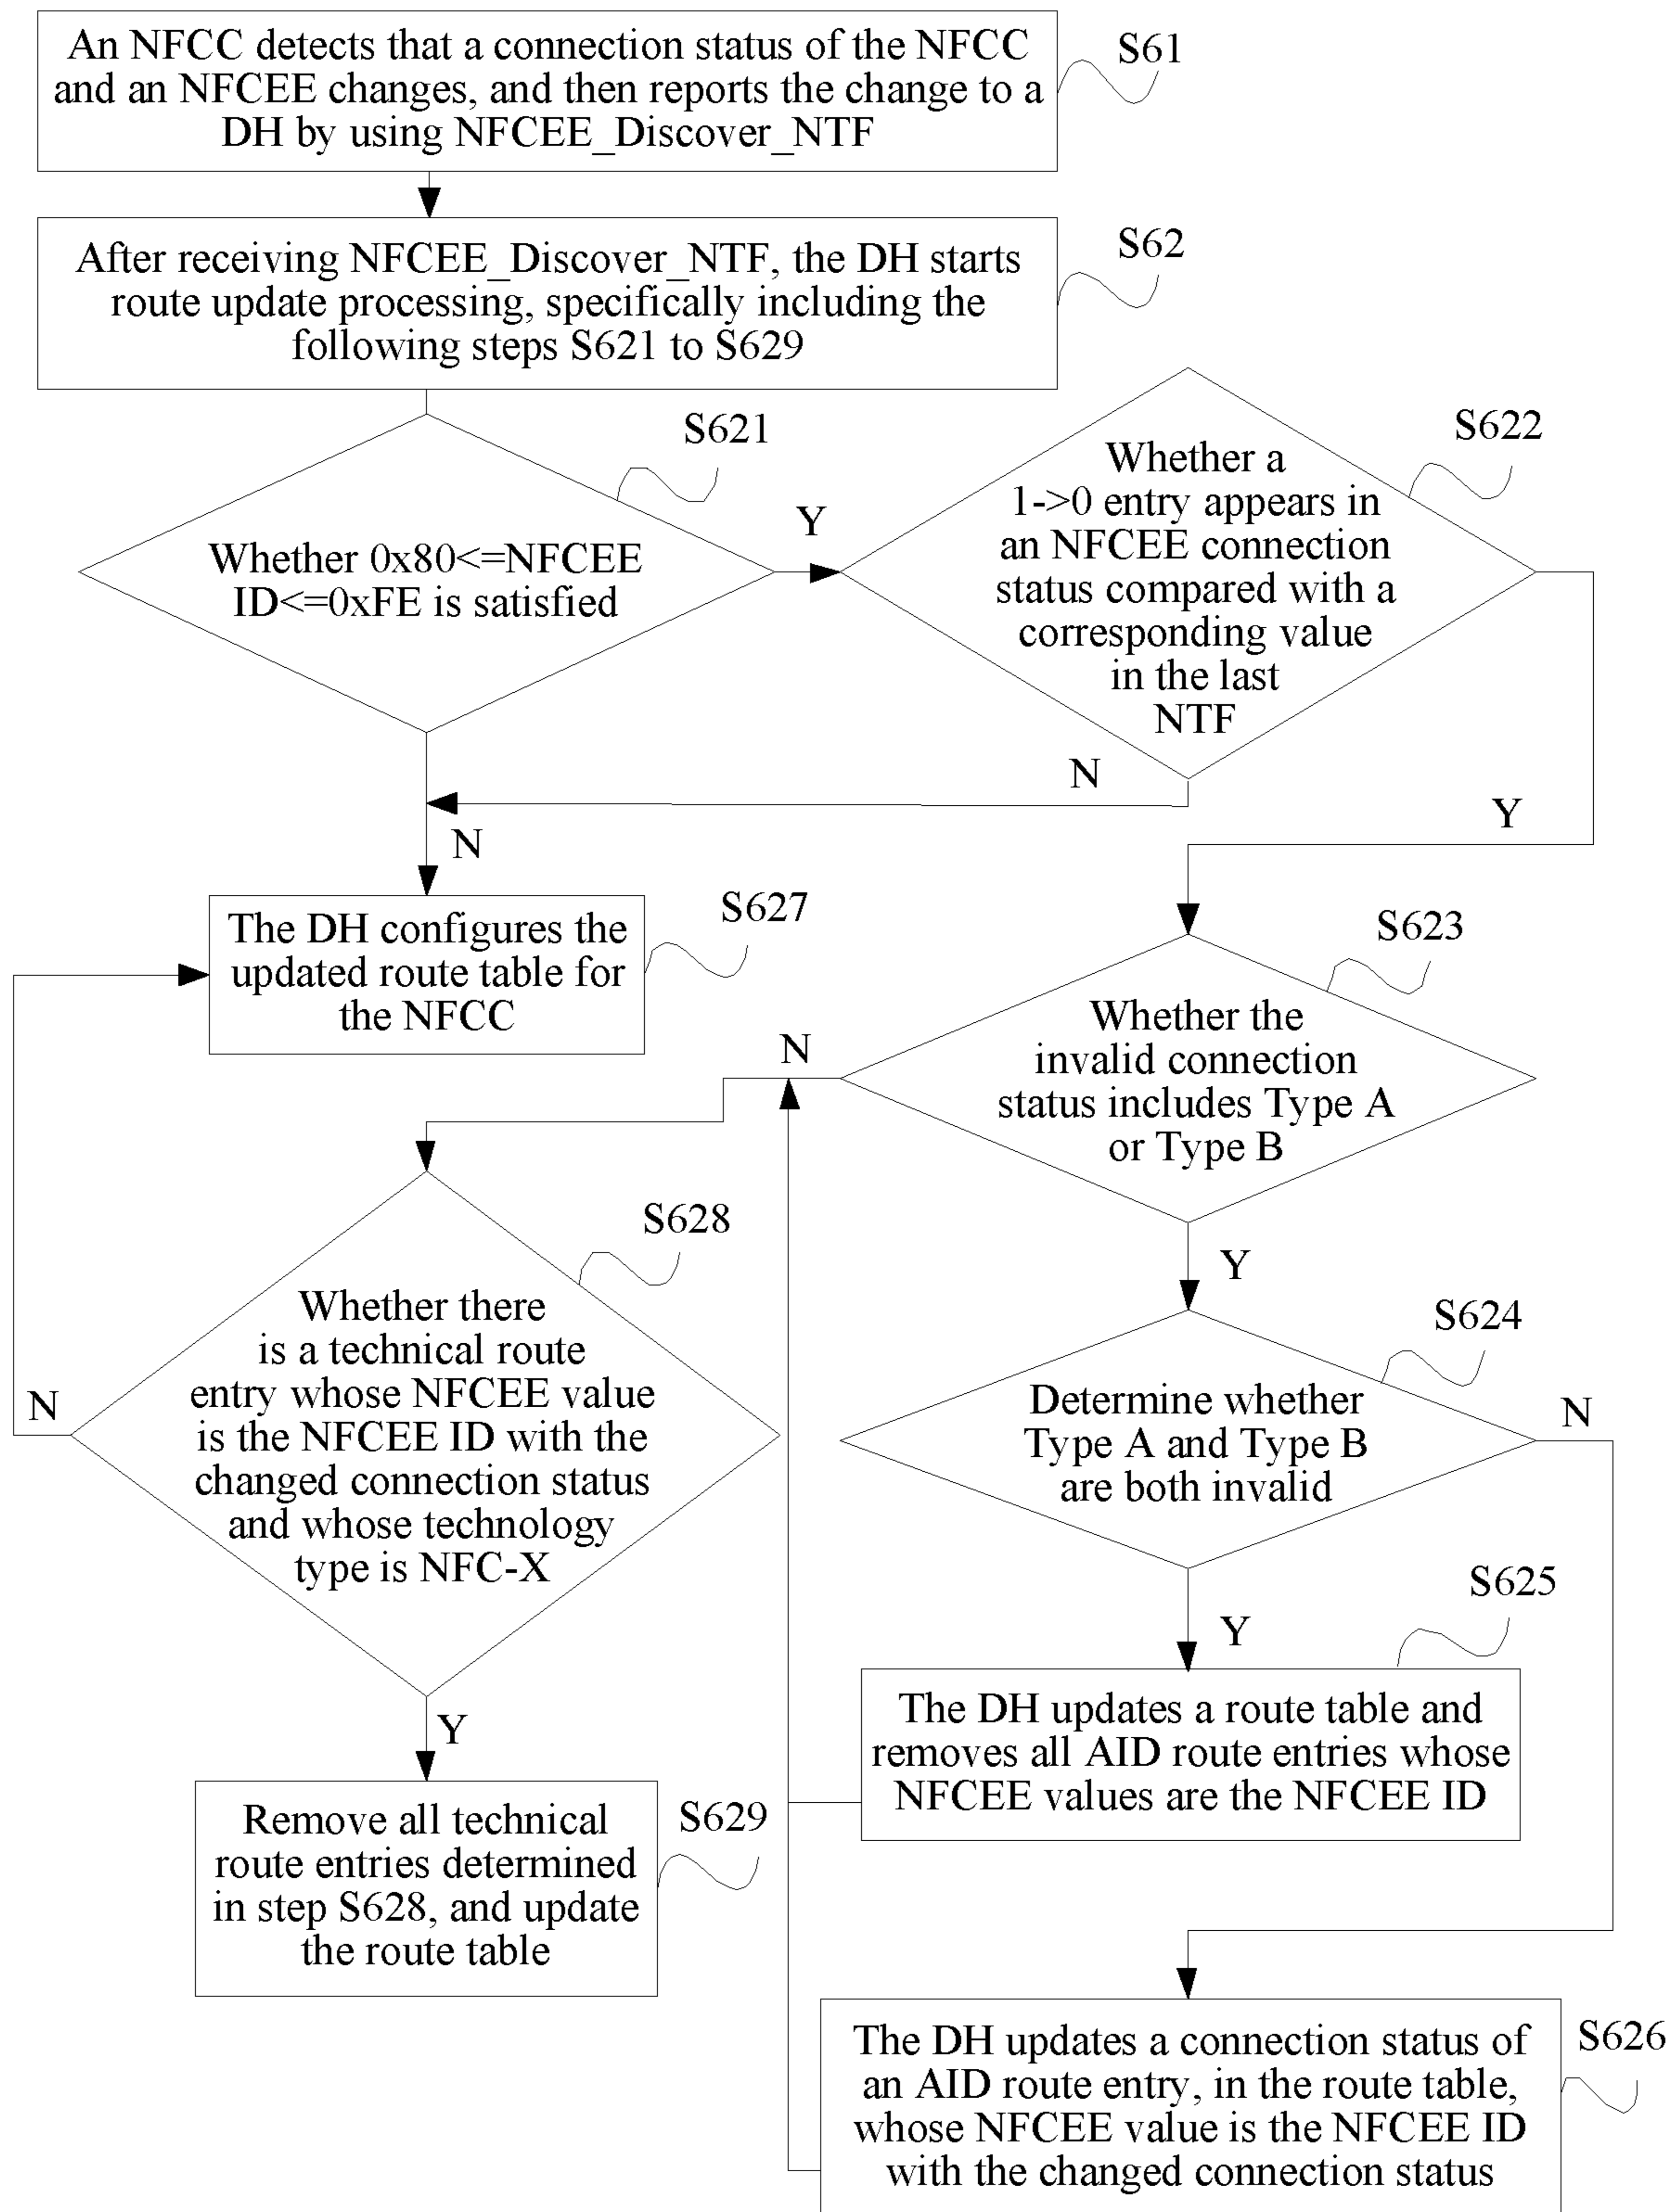 An NFCC detects that a connection status of the NFCC
and an NFCEE changes, and then reports the change to a
DH by using NFCEE_Discover_NTF
S61
After receiving NFCEE_Discover_NTF, the DH starts
route update processing, specifically including the
following steps S621 to S629
S62
S621
Whether 0x80<=NFCEE
ID<=0xFE is satisfied
Y
S622
Whether a
1->0 entry appears in
an NFCEE connection
status compared with a
corresponding value
in the last
NTF
N
Y
N
The DH configures the
updated route table for
the NFCC
S627
S623
Whether the
invalid connection
status includes Type A
or Type B
N
Y
S628
Whether there
is a technical route
entry whose NFCEE value
is the NFCEE ID with the
changed connection status
and whose technology
type is NFC-X
N
Y
S624
Determine whether
Type A and Type B
are both invalid
N
Y
S625
The DH updates a route table and
removes all AID route entries whose
NFCEE values are the NFCEE ID
Remove all technical
route entries determined
in step S628, and update
the route table
S629
The DH updates a connection status of
an AID route entry, in the route table,
whose NFCEE value is the NFCEE ID
with the changed connection status
S626